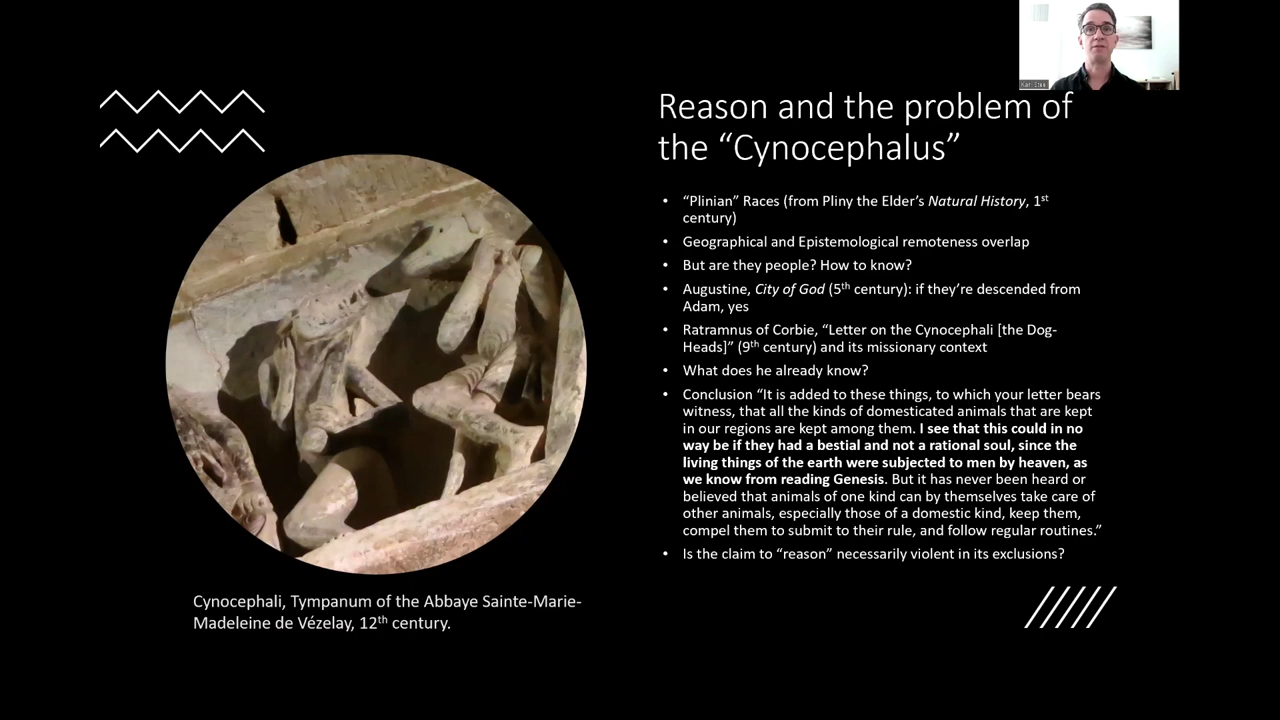 Reason and the problem of
the “Cynocephalus”
• “Plinian” Races (from Pliny the Elder’s Natural History, 1st
century)
• Geographical and Epistemological remoteness overlap
• But are they people? How to know?
• Augustine, City of God (5th century): if they’re descended from
Adam, yes
• Ratramnus of Corbie, “Letter on the Cynocephali [the Dog-
Heads]” (9th century) and its missionary context
• What does he already know?
• Conclusion “It is added to these things, to which your letter bears
witness, that all the kinds of domesticated animals that are kept
in our regions are kept among them. I see that this could in no
way be if they had a bestial and not a rational soul, since the
living things of the earth were subjected to men by heaven, as
we know from reading Genesis. But it has never been heard or
believed that animals of one kind can by themselves take care of
other animals, especially those of a domestic kind, keep them,
compel them to submit to their rule, and follow regular routines.”
• Is the claim to “reason” necessarily violent in its exclusions?
Cynocephali, Tympanum of the Abbaye Sainte-Marie-
Madeleine de Vézelay, 12th century.